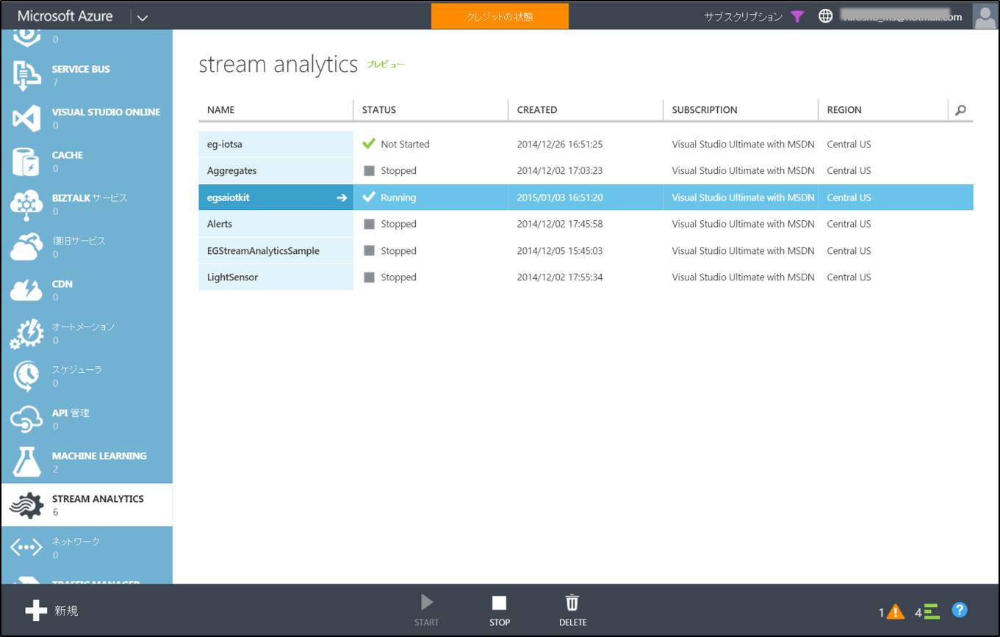 Microsoft Azure
クレジットの状態
サブスクリプション
0
SERVICE BUS
7
VISUAL STUDIO ONLINE
0
CACHE
0
BIZTALK サービス
0
復旧サービス
0
CDN
0
オートメーション
0
スケジューラ
0
API 管理
0
MACHINE LEARNING
2
STREAM ANALYTICS
6
ネットワーク
0
TRAFFIC MANAGER
stream analytics プレビュー
NAME STATUS CREATED SUBSCRIPTION REGION
eg-iotsa Not Started 2014/12/26 16:51:25 Visual Studio Ultimate with MSDN Central US
Aggregates Stopped 2014/12/02 17:03:23 Visual Studio Ultimate with MSDN Central US
egsaiotkit Running 2015/01/03 16:51:20 Visual Studio Ultimate with MSDN Central US
Alerts Stopped 2014/12/02 17:45:58 Visual Studio Ultimate with MSDN Central US
EGStreamAnalyticsSample Stopped 2014/12/05 15:45:03 Visual Studio Ultimate with MSDN Central US
LightSensor Stopped 2014/12/02 17:55:34 Visual Studio Ultimate with MSDN Central US
新規
START
STOP
DELETE
1
4
?